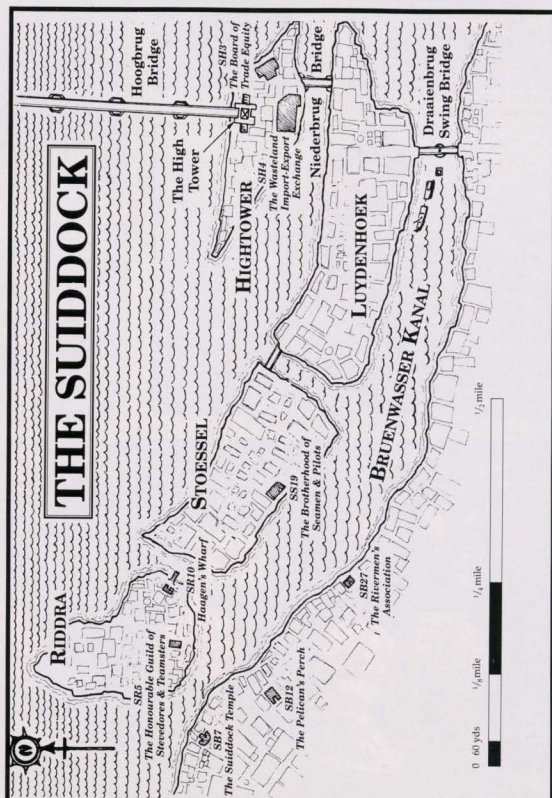 THE SUIDDOCK
Hoogbrug
Bridge
The High
Tower
SH3
The Board of
Trade Equity
SH4
The Wasteland
Import-Export
Exchange
HIGHTOWER
Niederbrug
Bridge
Draaienbrug
Swing Bridge
LUYDENHOEK
STOESSEL
SS19
The Brotherhood of
Seamen & Pilots
BRUENWASSER KANAL
RIDDRA
SR10
Haagen's Wharf
SR5
The Honourable Guild of
Stevedores & Teamsters
SB7
The Suiddock Temple
SB12
The Pelican's Perch
SB27
The Rivermen's
Association
N
0 60 yds 1/8 mile 1/4 mile 1/2 mile